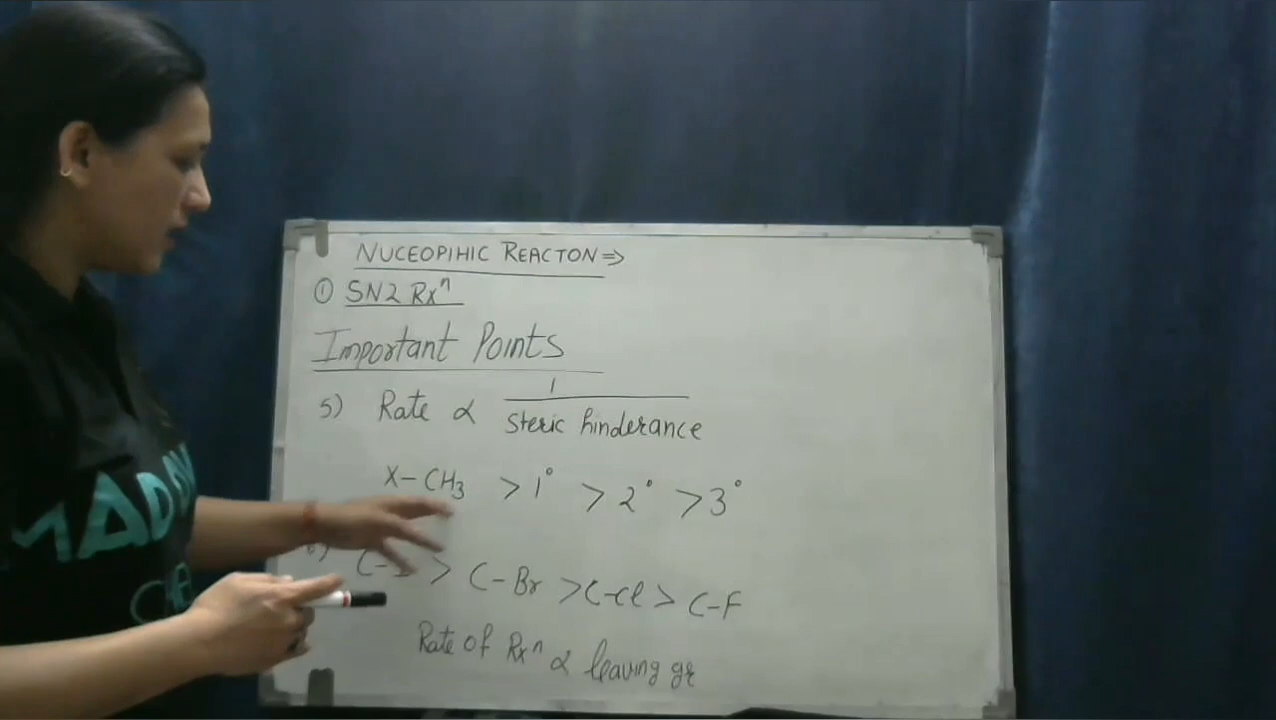 NUCEOPIHIC REACTON ⇒
① SN2 Rxⁿ
Important Points
5) Rate ∝ 1 / Steric hinderance
X-CH3 > 1° > 2° > 3°
6) C-I > C-Br > C-Cl > C-F
Rate of Rxⁿ ∝ leaving gr